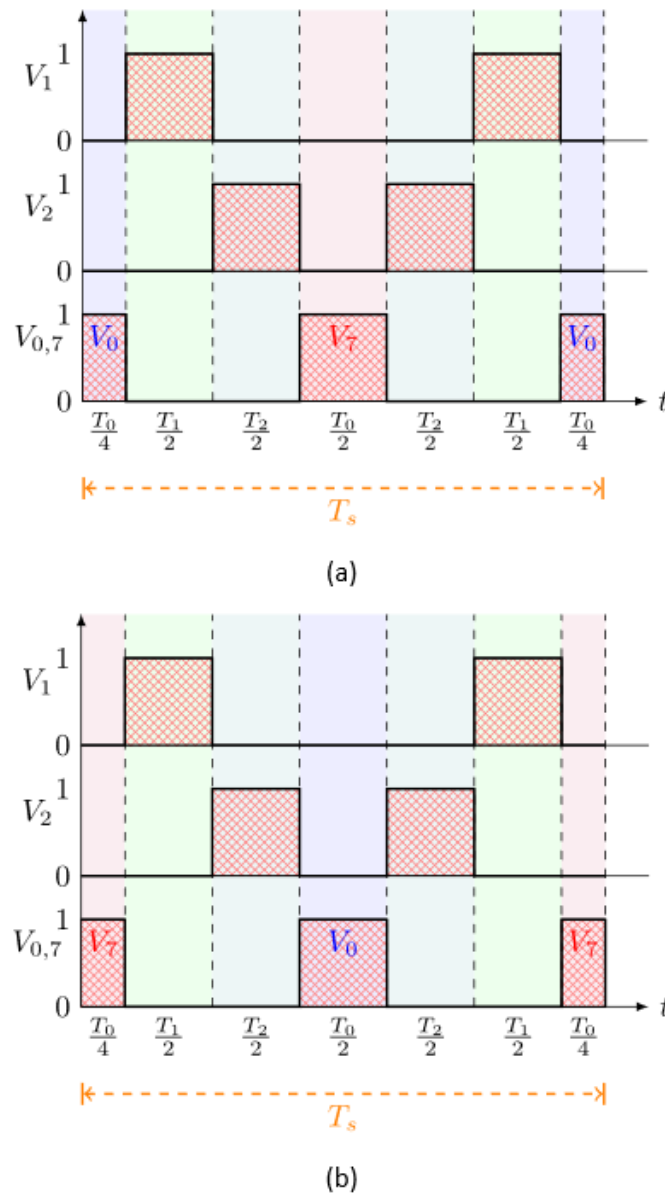 1
V₁
0
1
V₂
0
1
V₀,₇ V₀ V₇ V₀
0 t
T₀/4 T₁/2 T₂/2 T₀/2 T₂/2 T₁/2 T₀/4
Tₛ
(a)
1
V₁
0
1
V₂
0
1
V₀,₇ V₇ V₀ V₇
0 t
T₀/4 T₁/2 T₂/2 T₀/2 T₂/2 T₁/2 T₀/4
Tₛ
(b)